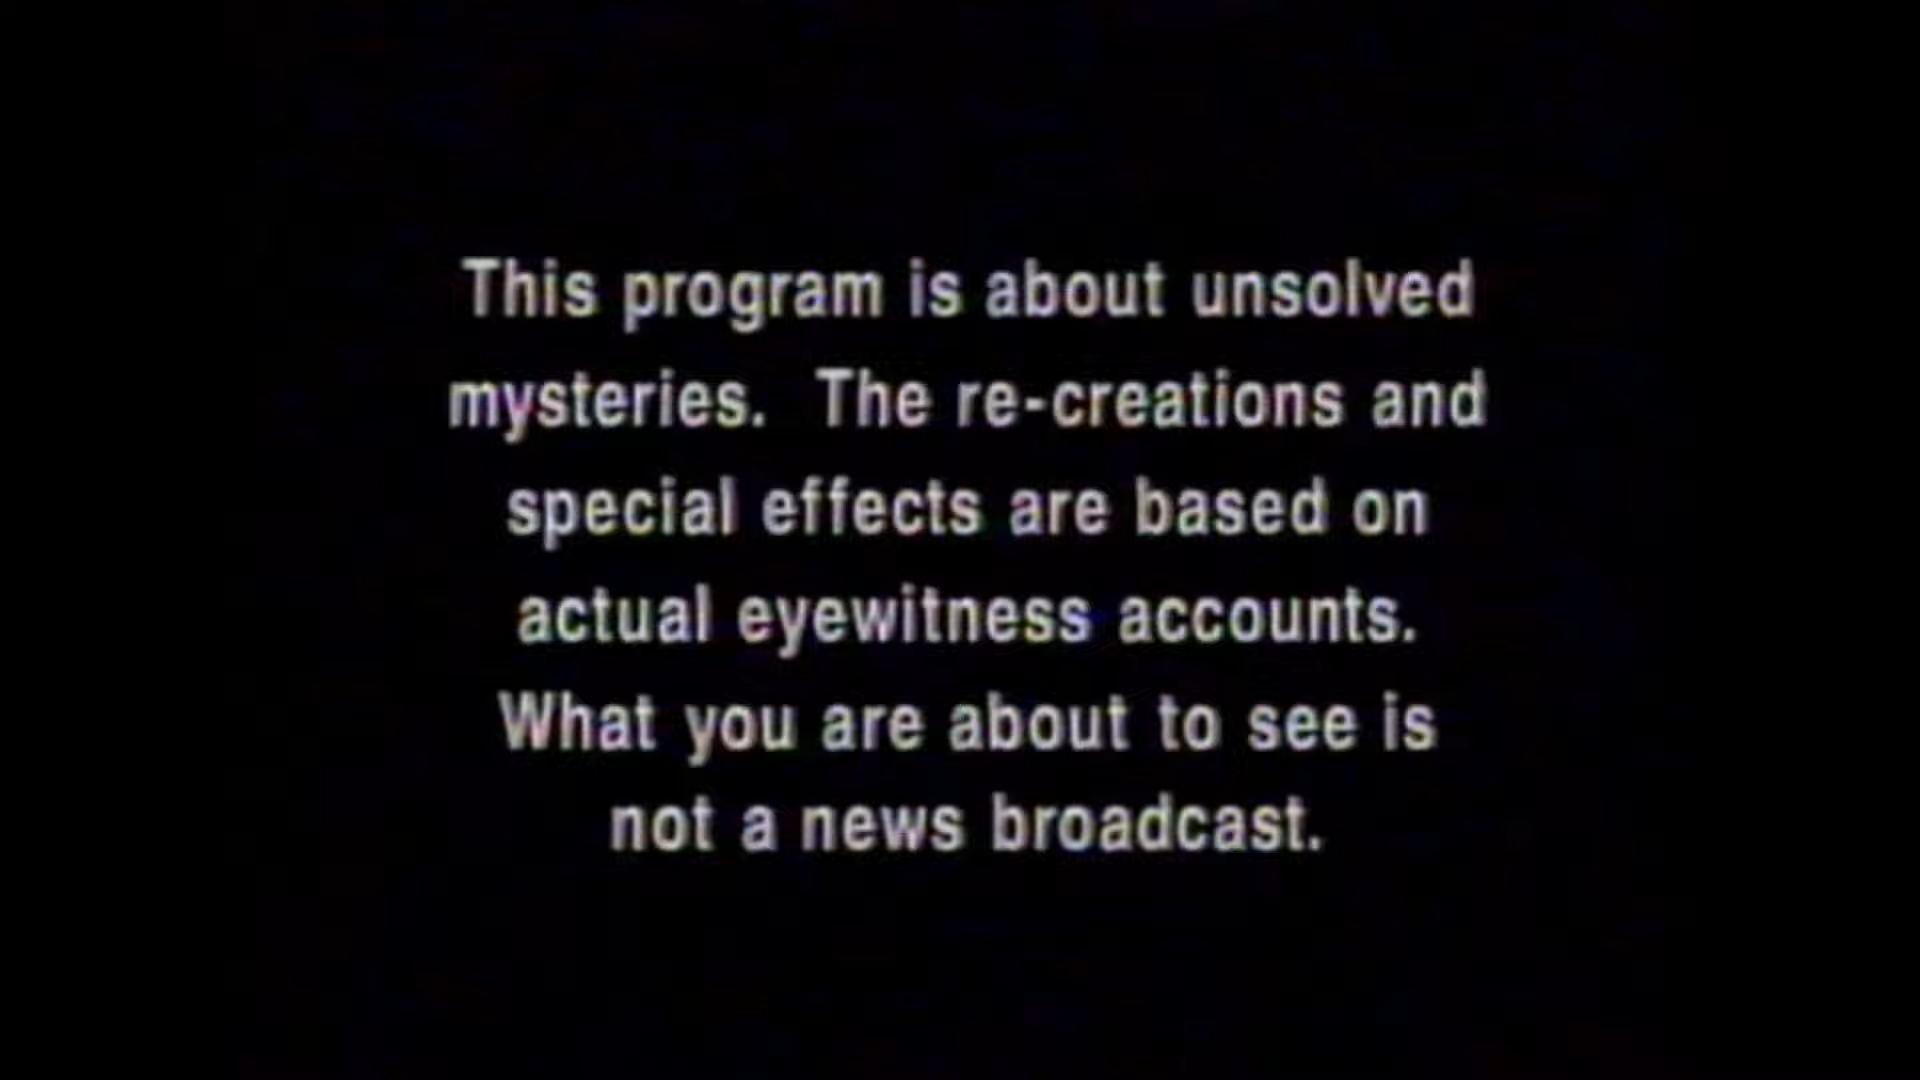 This program is about unsolved
mysteries.  The re-creations and
special effects are based on
actual eyewitness accounts.
What you are about to see is
not a news broadcast.